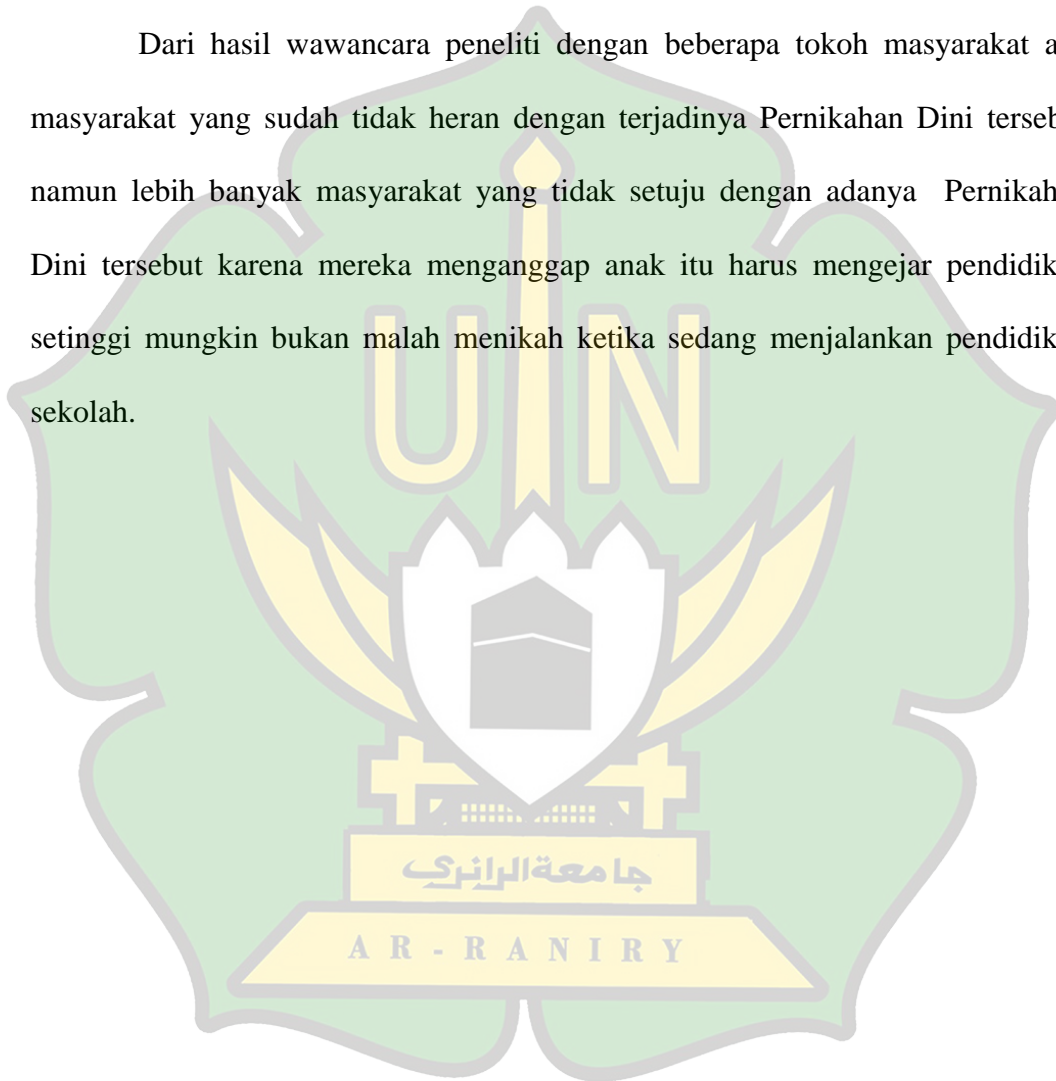 Dari hasil wawancara peneliti dengan beberapa tokoh masyarakat a
masyarakat yang sudah tidak heran dengan terjadinya Pernikahan Dini terseb
namun lebih banyak masyarakat yang tidak setuju dengan adanya Pernikah
Dini tersebut karena mereka menganggap anak itu harus mengejar pendidik
setinggi mungkin bukan malah menikah ketika sedang menjalankan pendidik
sekolah.
UIN
جامعةالرانري
AR-RANIRY